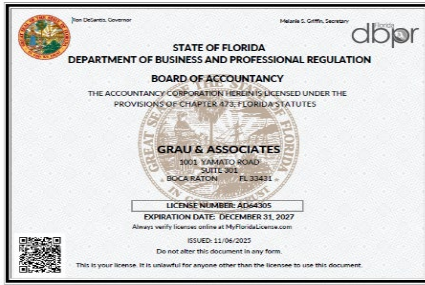 Ron DeSantis, Governor
Melanie S. Griffin, Secretary
Florida
dbpr
STATE OF FLORIDA
DEPARTMENT OF BUSINESS AND PROFESSIONAL REGULATION
BOARD OF ACCOUNTANCY
THE ACCOUNTANCY CORPORATION HEREIN IS LICENSED UNDER THE
PROVISIONS OF CHAPTER 473, FLORIDA STATUTES
GRAU & ASSOCIATES
1001 YAMATO ROAD
SUITE 301
BOCA RATON FL 33431
LICENSE NUMBER: AD64305
EXPIRATION DATE: DECEMBER 31, 2027
Always verify licenses online at MyFloridaLicense.com
ISSUED: 11/06/2025
Do not alter this document in any form.
This is your license. It is unlawful for anyone other than the licensee to use this document.